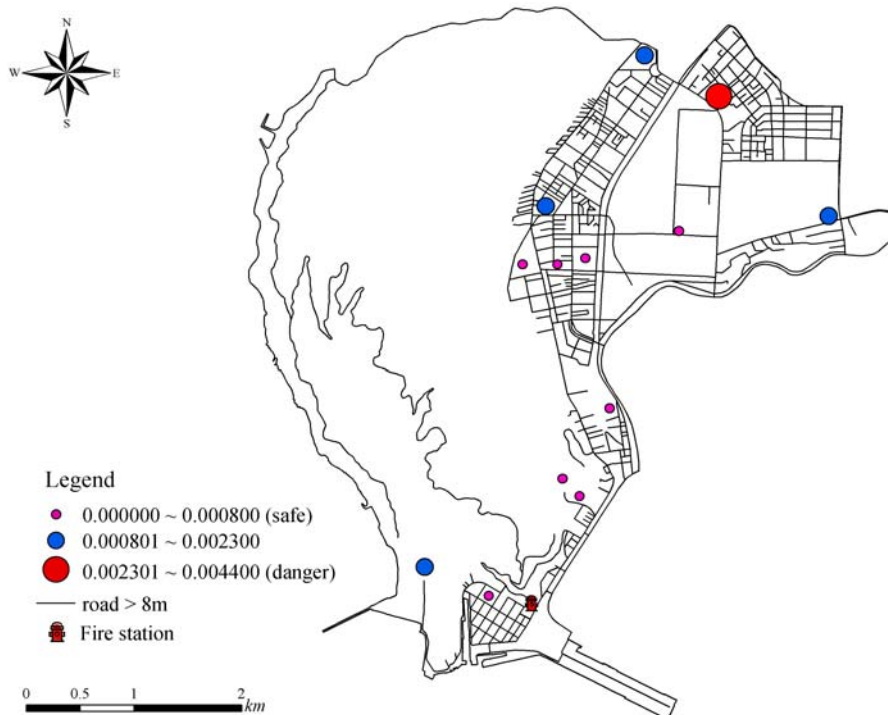 N
W E
S
Legend
0.000000 ~ 0.000800 (safe)
0.000801 ~ 0.002300
0.002301 ~ 0.004400 (danger)
road > 8m
Fire station
0 0.5 1 2
km